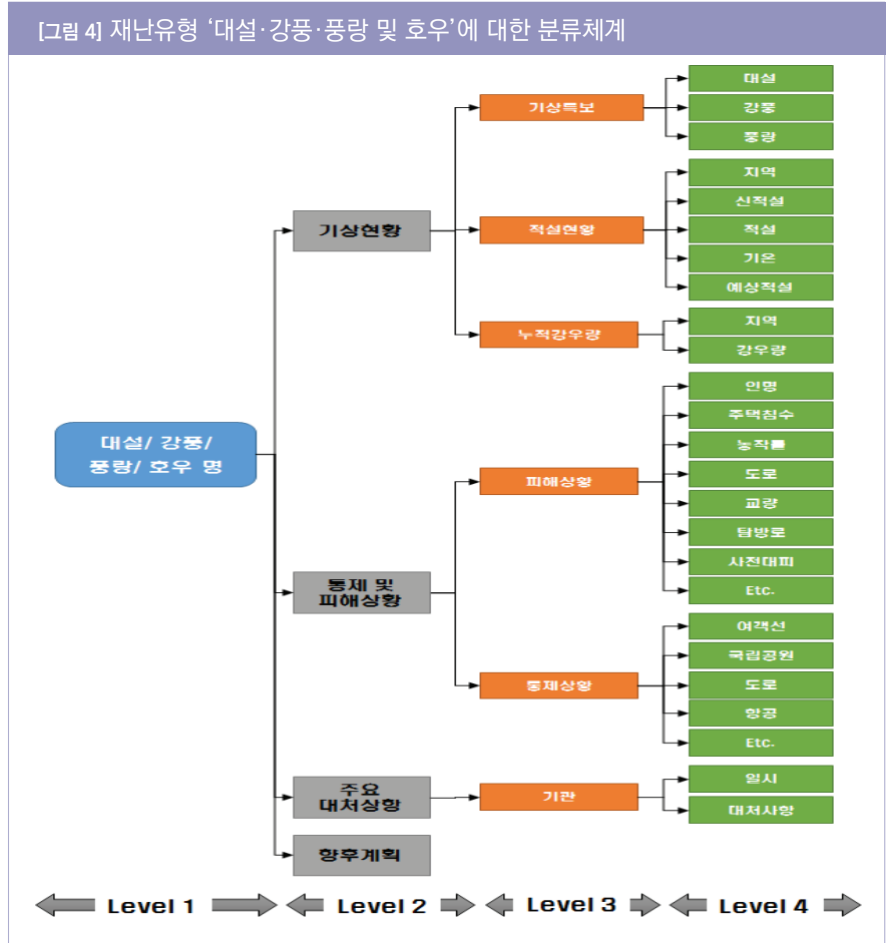 [그림 4] 재난유형 ‘대설·강풍·풍랑 및 호우’에 대한 분류체계
대설/ 강풍/
풍랑/ 호우 명
기상현황
기상특보
대설
강풍
풍랑
적설현황
지역
신적설
적설
기온
예상적설
누적강우량
지역
강우량
통제 및
피해상황
피해상황
인명
주택침수
농작물
도로
교량
탐방로
사전대피
Etc.
통제상황
여객선
국립공원
도로
항공
Etc.
주요
대처상항
기관
일시
대처사항
향후계획
Level 1
Level 2
Level 3
Level 4